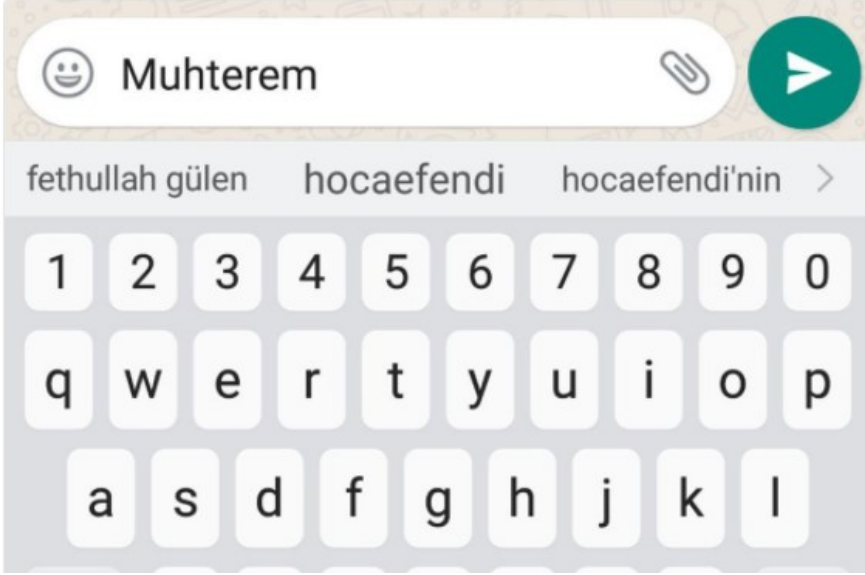 Muhterem
fethullah gülen hocaefendi hocaefendi'nin
1 2 3 4 5 6 7 8 9 0
q w e r t y u i o p
a s d f g h j k l